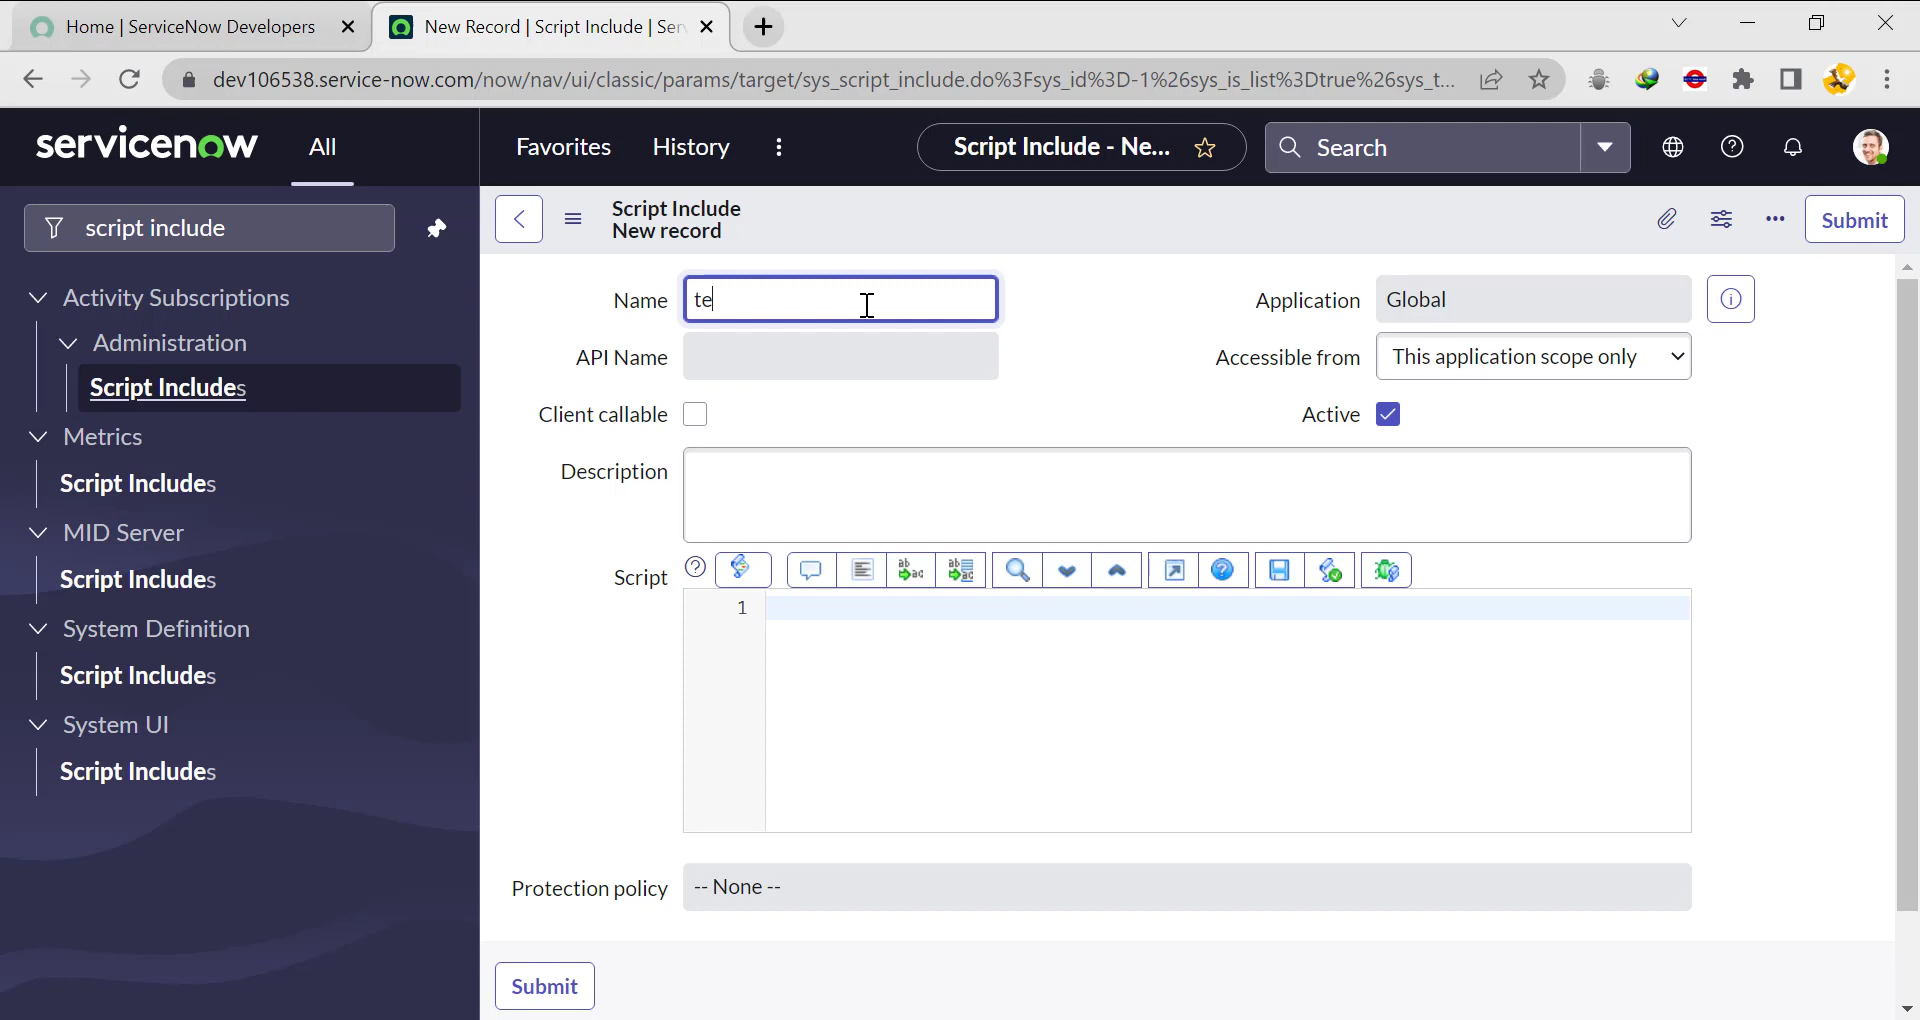 Home | ServiceNow Developers
New Record | Script Include | Ser
dev106538.service-now.com/now/nav/ui/classic/params/target/sys_script_include.do%3Fsys_id%3D-1%26sys_is_list%3Dtrue%26sys_t...
servicenow
All
Favorites
History
Script Include - Ne...
Search
script include
Script Include
New record
Submit
Activity Subscriptions
Administration
Script Includes
Metrics
Script Includes
MID Server
Script Includes
System Definition
Script Includes
System UI
Script Includes
Name te
Application Global
API Name
Accessible from This application scope only
Client callable
Active
Description
Script
1
Protection policy -- None --
Submit